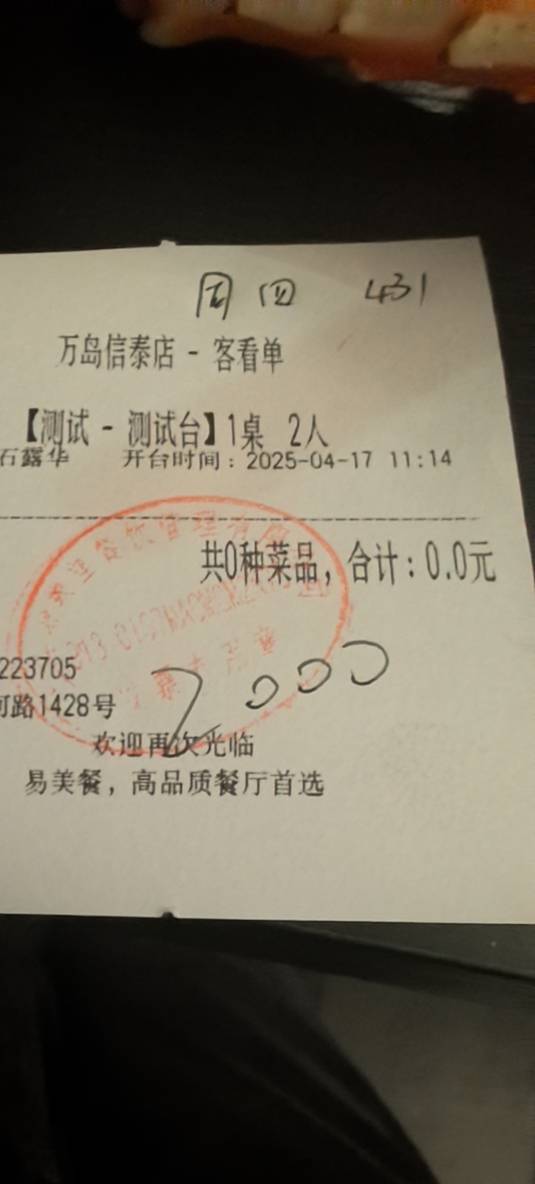 周四 431
万岛信泰店 - 客看单
【测试 - 测试台】1桌 2人
石露华 开台时间：2025-04-17 11:14
共0种菜品，合计：0.0元
223705
2000
路1428号
欢迎再次光临
易美餐，高品质餐厅首选